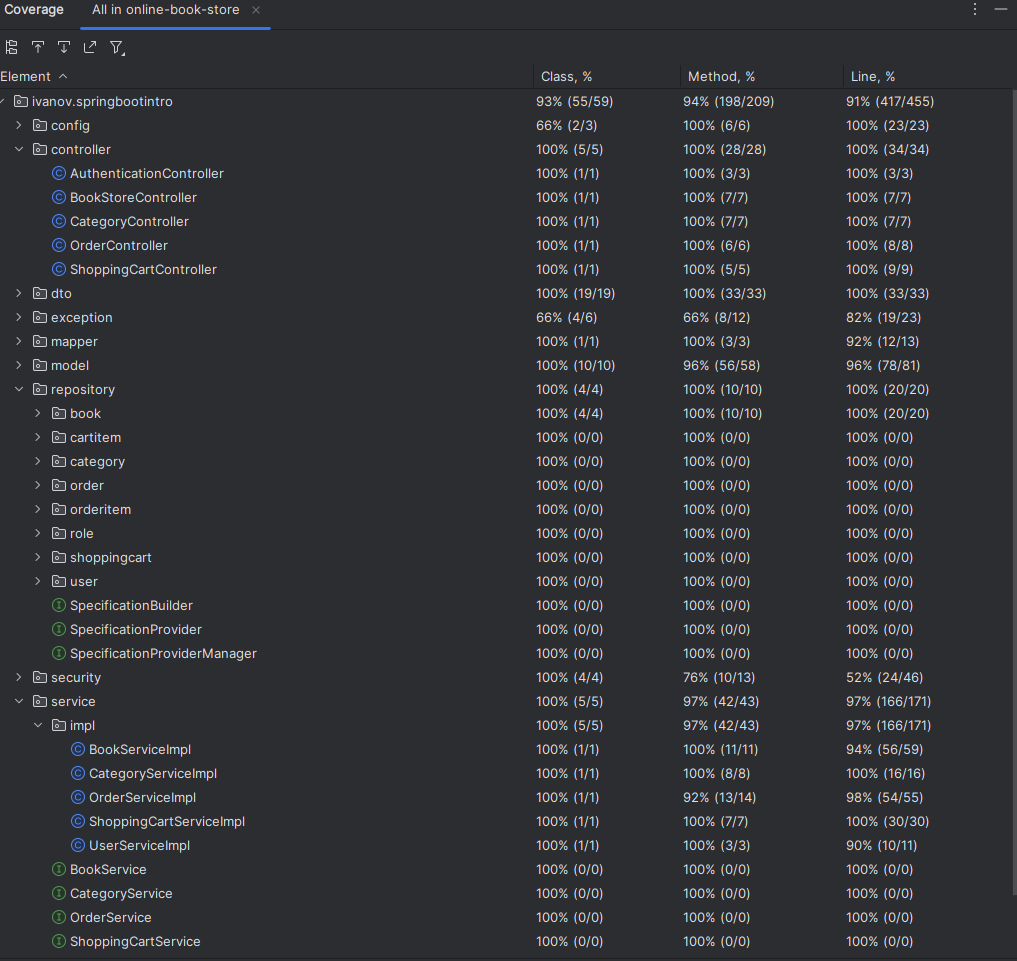 Coverage All in online-book-store
Element Class, % Method, % Line, %
ivanov.springbootintro 93% (55/59) 94% (198/209) 91% (417/455)
config 66% (2/3) 100% (6/6) 100% (23/23)
controller 100% (5/5) 100% (28/28) 100% (34/34)
AuthenticationController 100% (1/1) 100% (3/3) 100% (3/3)
BookStoreController 100% (1/1) 100% (7/7) 100% (7/7)
CategoryController 100% (1/1) 100% (7/7) 100% (7/7)
OrderController 100% (1/1) 100% (6/6) 100% (8/8)
ShoppingCartController 100% (1/1) 100% (5/5) 100% (9/9)
dto 100% (19/19) 100% (33/33) 100% (33/33)
exception 66% (4/6) 66% (8/12) 82% (19/23)
mapper 100% (1/1) 100% (3/3) 92% (12/13)
model 100% (10/10) 96% (56/58) 96% (78/81)
repository 100% (4/4) 100% (10/10) 100% (20/20)
book 100% (4/4) 100% (10/10) 100% (20/20)
cartitem 100% (0/0) 100% (0/0) 100% (0/0)
category 100% (0/0) 100% (0/0) 100% (0/0)
order 100% (0/0) 100% (0/0) 100% (0/0)
orderitem 100% (0/0) 100% (0/0) 100% (0/0)
role 100% (0/0) 100% (0/0) 100% (0/0)
shoppingcart 100% (0/0) 100% (0/0) 100% (0/0)
user 100% (0/0) 100% (0/0) 100% (0/0)
SpecificationBuilder 100% (0/0) 100% (0/0) 100% (0/0)
SpecificationProvider 100% (0/0) 100% (0/0) 100% (0/0)
SpecificationProviderManager 100% (0/0) 100% (0/0) 100% (0/0)
security 100% (4/4) 76% (10/13) 52% (24/46)
service 100% (5/5) 97% (42/43) 97% (166/171)
impl 100% (5/5) 97% (42/43) 97% (166/171)
BookServiceImpl 100% (1/1) 100% (11/11) 94% (56/59)
CategoryServiceImpl 100% (1/1) 100% (8/8) 100% (16/16)
OrderServiceImpl 100% (1/1) 92% (13/14) 98% (54/55)
ShoppingCartServiceImpl 100% (1/1) 100% (7/7) 100% (30/30)
UserServiceImpl 100% (1/1) 100% (3/3) 90% (10/11)
BookService 100% (0/0) 100% (0/0) 100% (0/0)
CategoryService 100% (0/0) 100% (0/0) 100% (0/0)
OrderService 100% (0/0) 100% (0/0) 100% (0/0)
ShoppingCartService 100% (0/0) 100% (0/0) 100% (0/0)